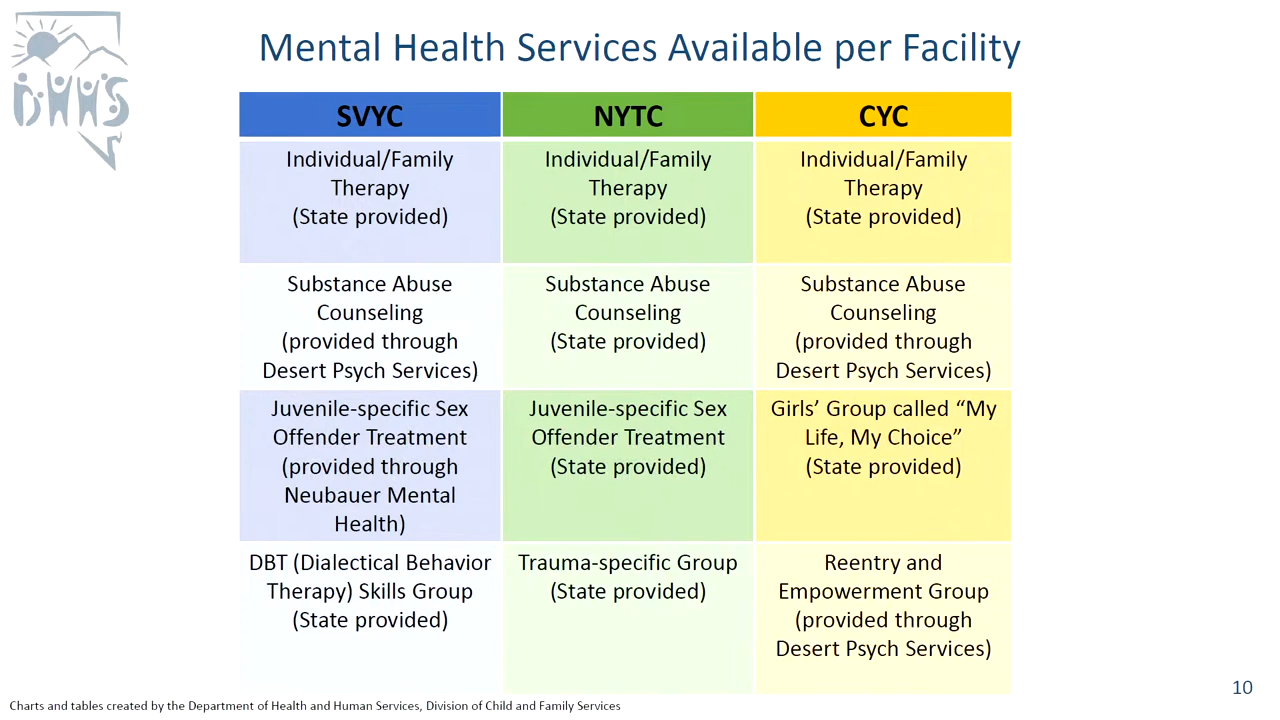 DHHS
Mental Health Services Available per Facility
SVYC
NYTC
CYC
Individual/Family
Therapy
(State provided)
Individual/Family
Therapy
(State provided)
Individual/Family
Therapy
(State provided)
Substance Abuse
Counseling
(provided through
Desert Psych Services)
Substance Abuse
Counseling
(State provided)
Substance Abuse
Counseling
(provided through
Desert Psych Services)
Juvenile-specific Sex
Offender Treatment
(provided through
Neubauer Mental
Health)
Juvenile-specific Sex
Offender Treatment
(State provided)
Girls’ Group called “My
Life, My Choice”
(State provided)
DBT (Dialectical Behavior
Therapy) Skills Group
(State provided)
Trauma-specific Group
(State provided)
Reentry and
Empowerment Group
(provided through
Desert Psych Services)
10
Charts and tables created by the Department of Health and Human Services, Division of Child and Family Services